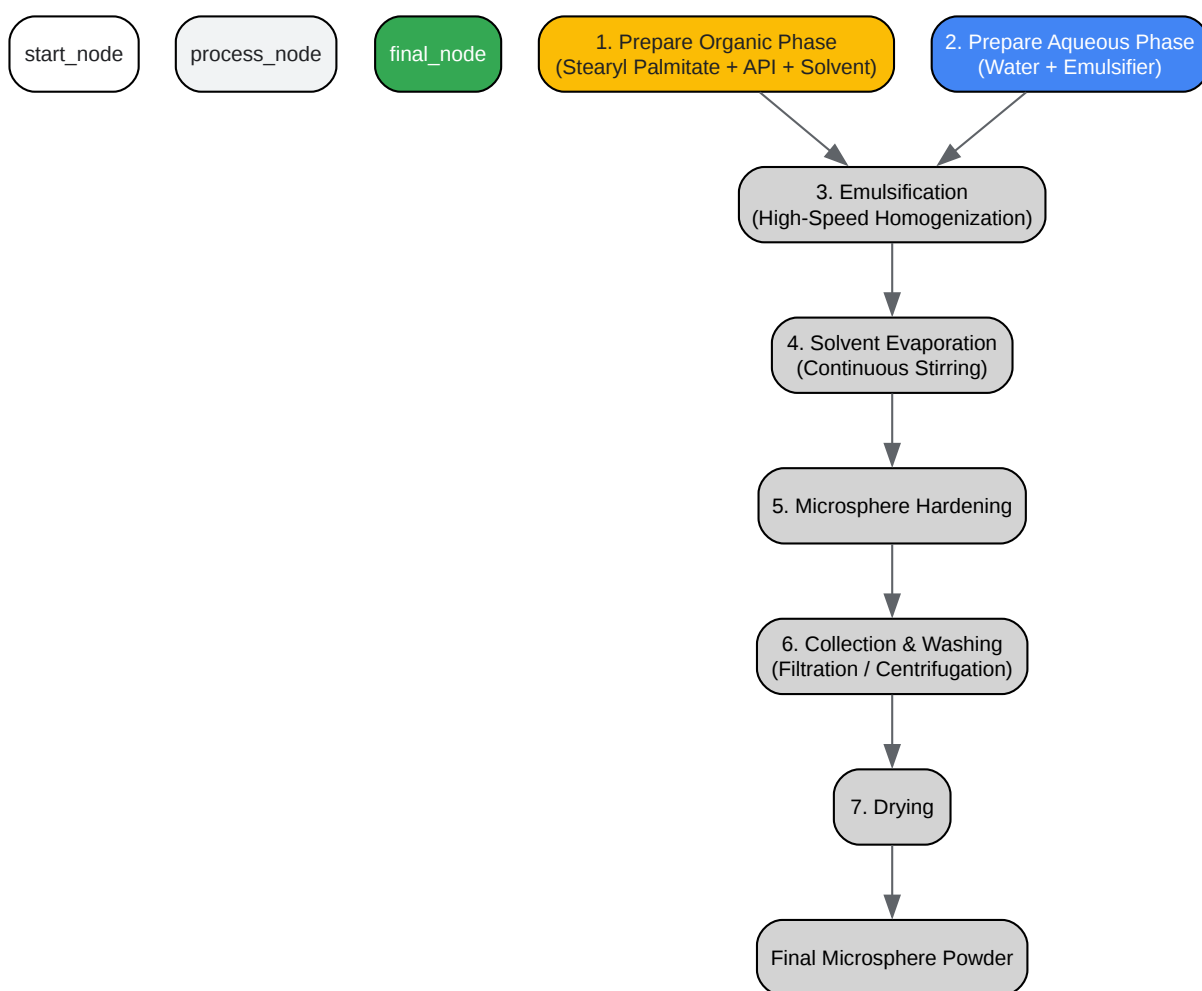 start_node
process_node
final_node
1. Prepare Organic Phase
(Stearyl Palmitate + API + Solvent)
2. Prepare Aqueous Phase
(Water + Emulsifier)
3. Emulsification
(High-Speed Homogenization)
4. Solvent Evaporation
(Continuous Stirring)
5. Microsphere Hardening
6. Collection & Washing
(Filtration / Centrifugation)
7. Drying
Final Microsphere Powder